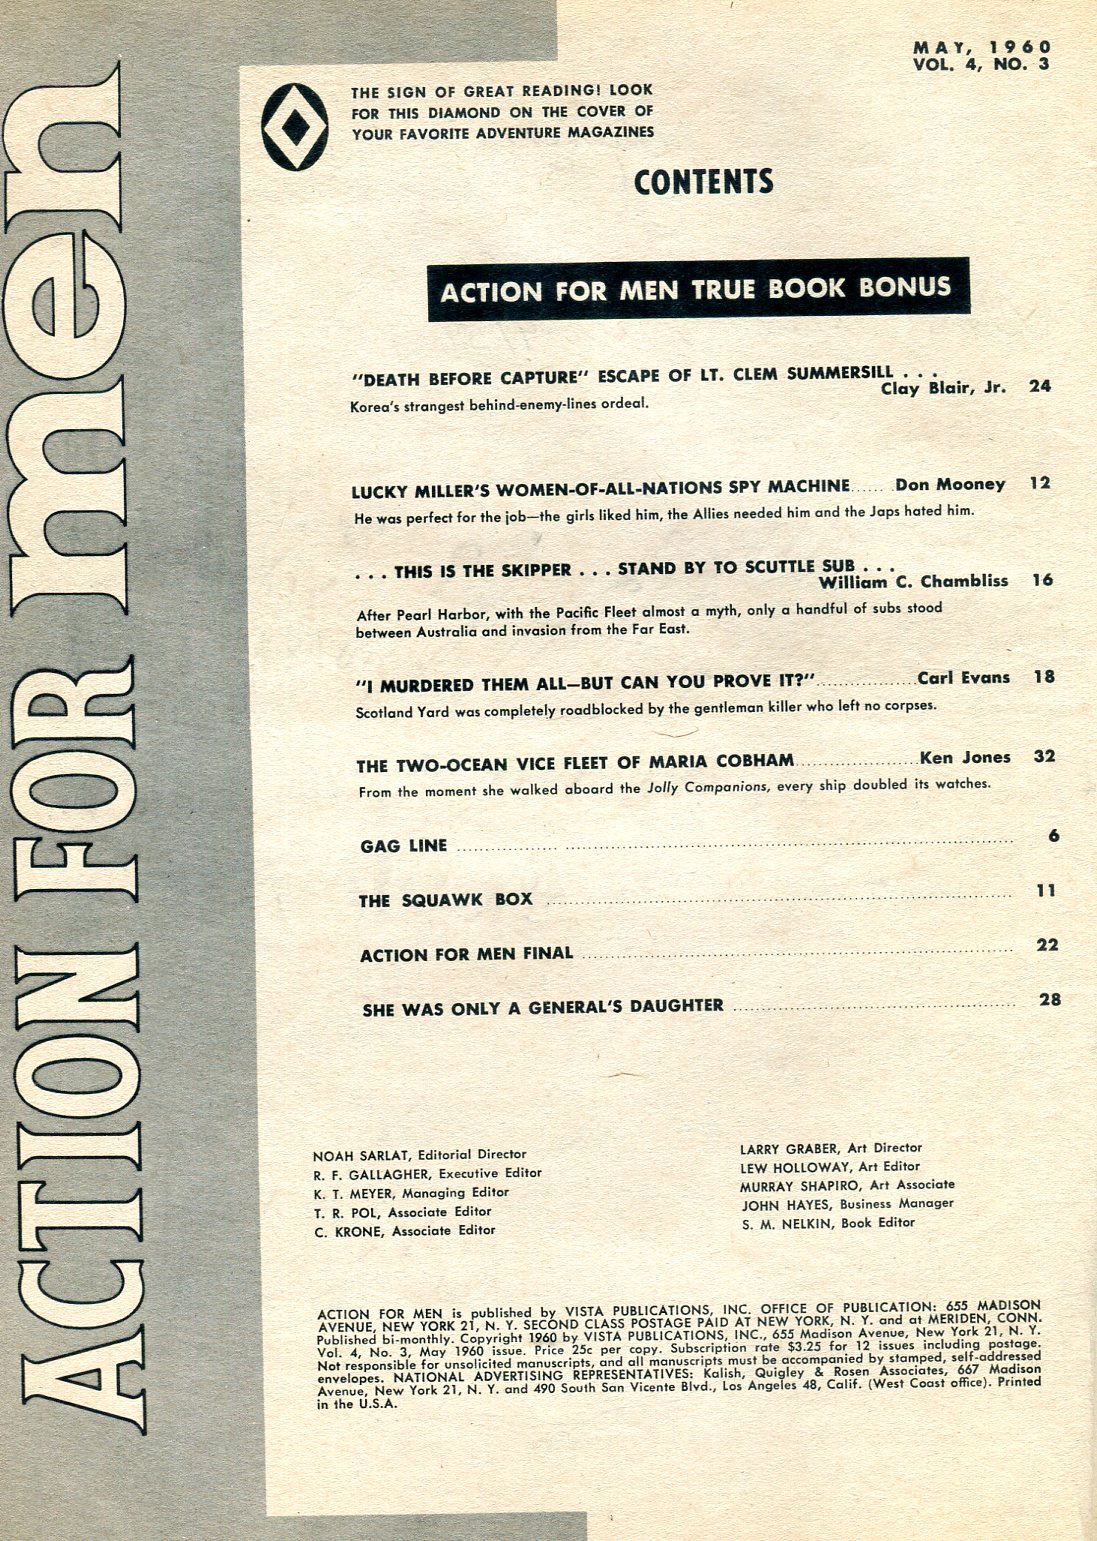 ACTION FOR men
MAY, 1960
VOL. 4, NO. 3
THE SIGN OF GREAT READING! LOOK
FOR THIS DIAMOND ON THE COVER OF
YOUR FAVORITE ADVENTURE MAGAZINES
CONTENTS
ACTION FOR MEN TRUE BOOK BONUS
"DEATH BEFORE CAPTURE" ESCAPE OF LT. CLEM SUMMERSILL . . .
Clay Blair, Jr. 24
Korea's strangest behind-enemy-lines ordeal.
LUCKY MILLER'S WOMEN-OF-ALL-NATIONS SPY MACHINE....... Don Mooney 12
He was perfect for the job—the girls liked him, the Allies needed him and the Japs hated him.
. . . THIS IS THE SKIPPER . . . STAND BY TO SCUTTLE SUB . . .
William C. Chambliss 16
After Pearl Harbor, with the Pacific Fleet almost a myth, only a handful of subs stood
between Australia and invasion from the Far East.
"I MURDERED THEM ALL—BUT CAN YOU PROVE IT?"..................Carl Evans 18
Scotland Yard was completely roadblocked by the gentleman killer who left no corpses.
THE TWO-OCEAN VICE FLEET OF MARIA COBHAM.....................Ken Jones 32
From the moment she walked aboard the Jolly Companions, every ship doubled its watches.
GAG LINE ........................................ 6
THE SQUAWK BOX ........................................ 11
ACTION FOR MEN FINAL ........................................ 22
SHE WAS ONLY A GENERAL'S DAUGHTER ........................................ 28
NOAH SARLAT, Editorial Director
R. F. GALLAGHER, Executive Editor
K. T. MEYER, Managing Editor
T. R. POL, Associate Editor
C. KRONE, Associate Editor
LARRY GRABER, Art Director
LEW HOLLOWAY, Art Editor
MURRAY SHAPIRO, Art Associate
JOHN HAYES, Business Manager
S. M. NELKIN, Book Editor
ACTION FOR MEN is published by VISTA PUBLICATIONS, INC. OFFICE OF PUBLICATION: 655 MADISON
AVENUE, NEW YORK 21, N. Y. SECOND CLASS POSTAGE PAID AT NEW YORK, N. Y. and at MERIDEN, CONN.
Published bi-monthly. Copyright 1960 by VISTA PUBLICATIONS, INC., 655 Madison Avenue, New York 21, N. Y.
Vol. 4, No. 3, May 1960 issue. Price 25c per copy. Subscription rate $3.25 for 12 issues including postage.
Not responsible for unsolicited manuscripts, and all manuscripts must be accompanied by stamped, self-addressed
envelopes. NATIONAL ADVERTISING REPRESENTATIVES: Kalish, Quigley & Rosen Associates, 667 Madison
Avenue, New York 21, N. Y. and 490 South San Vicente Blvd., Los Angeles 48, Calif. (West Coast office). Printed
in the U.S.A.